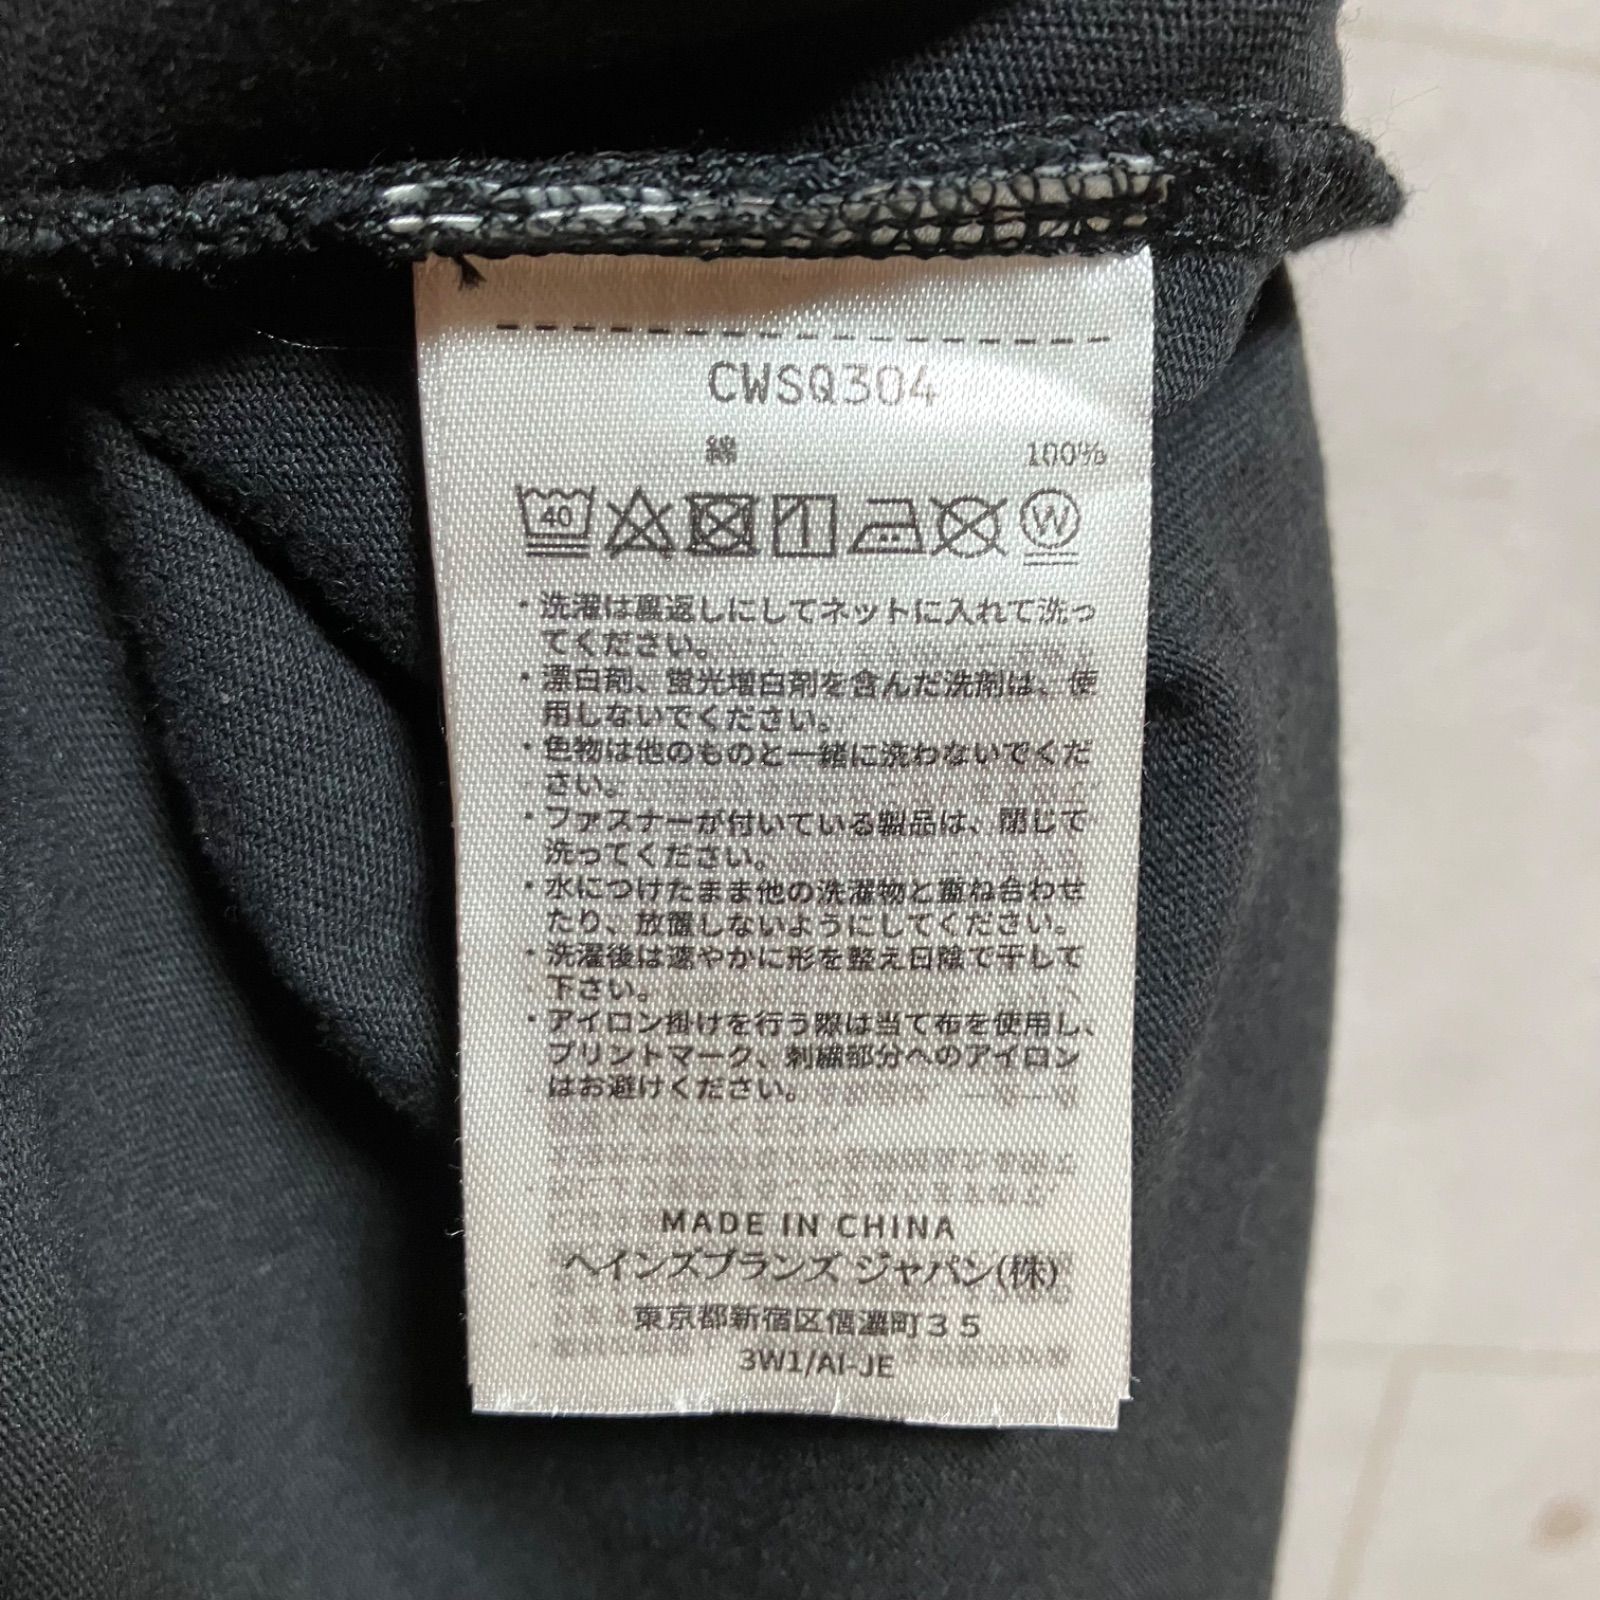 CWSQ304
綿 100%
40 W
・洗濯は裏返しにしてネットに入れて洗っ
てください。
・漂白剤、蛍光増白剤を含んだ洗剤は、使
用しないでください。
・色物は他のものと一緒に洗わないでくだ
さい。
・ファスナーが付いている製品は、閉じて
洗ってください。
・水につけたまま他の洗濯物と重ね合わせ
たり、放置しないようにしてください。
・洗濯後は速やかに形を整え日陰で干して
下さい。
・アイロン掛けを行う際は当て布を使用し、
プリントマーク、刺繍部分へのアイロン
はお避けください。
MADE IN CHINA
ヘインズブランズ ジャパン(株)
東京都新宿区信濃町35
3W1/AI-JE